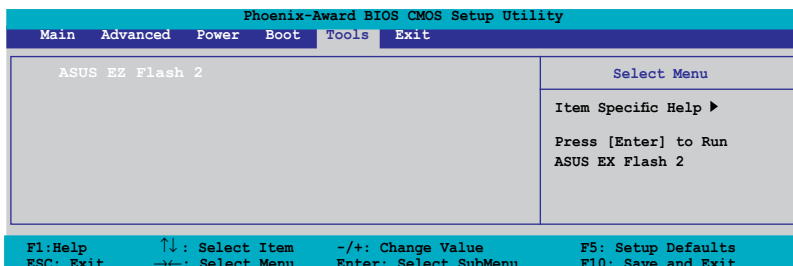 Phoenix-Award BIOS CMOS Setup Utility
Main Advanced Power Boot Tools Exit
ASUS EZ Flash 2
Select Menu
Item Specific Help ▶
Press [Enter] to Run
ASUS EX Flash 2
F1:Help ↑↓: Select Item -/+: Change Value F5: Setup Defaults
ESC: Exit →←: Select Menu Enter: Select SubMenu F10: Save and Exit